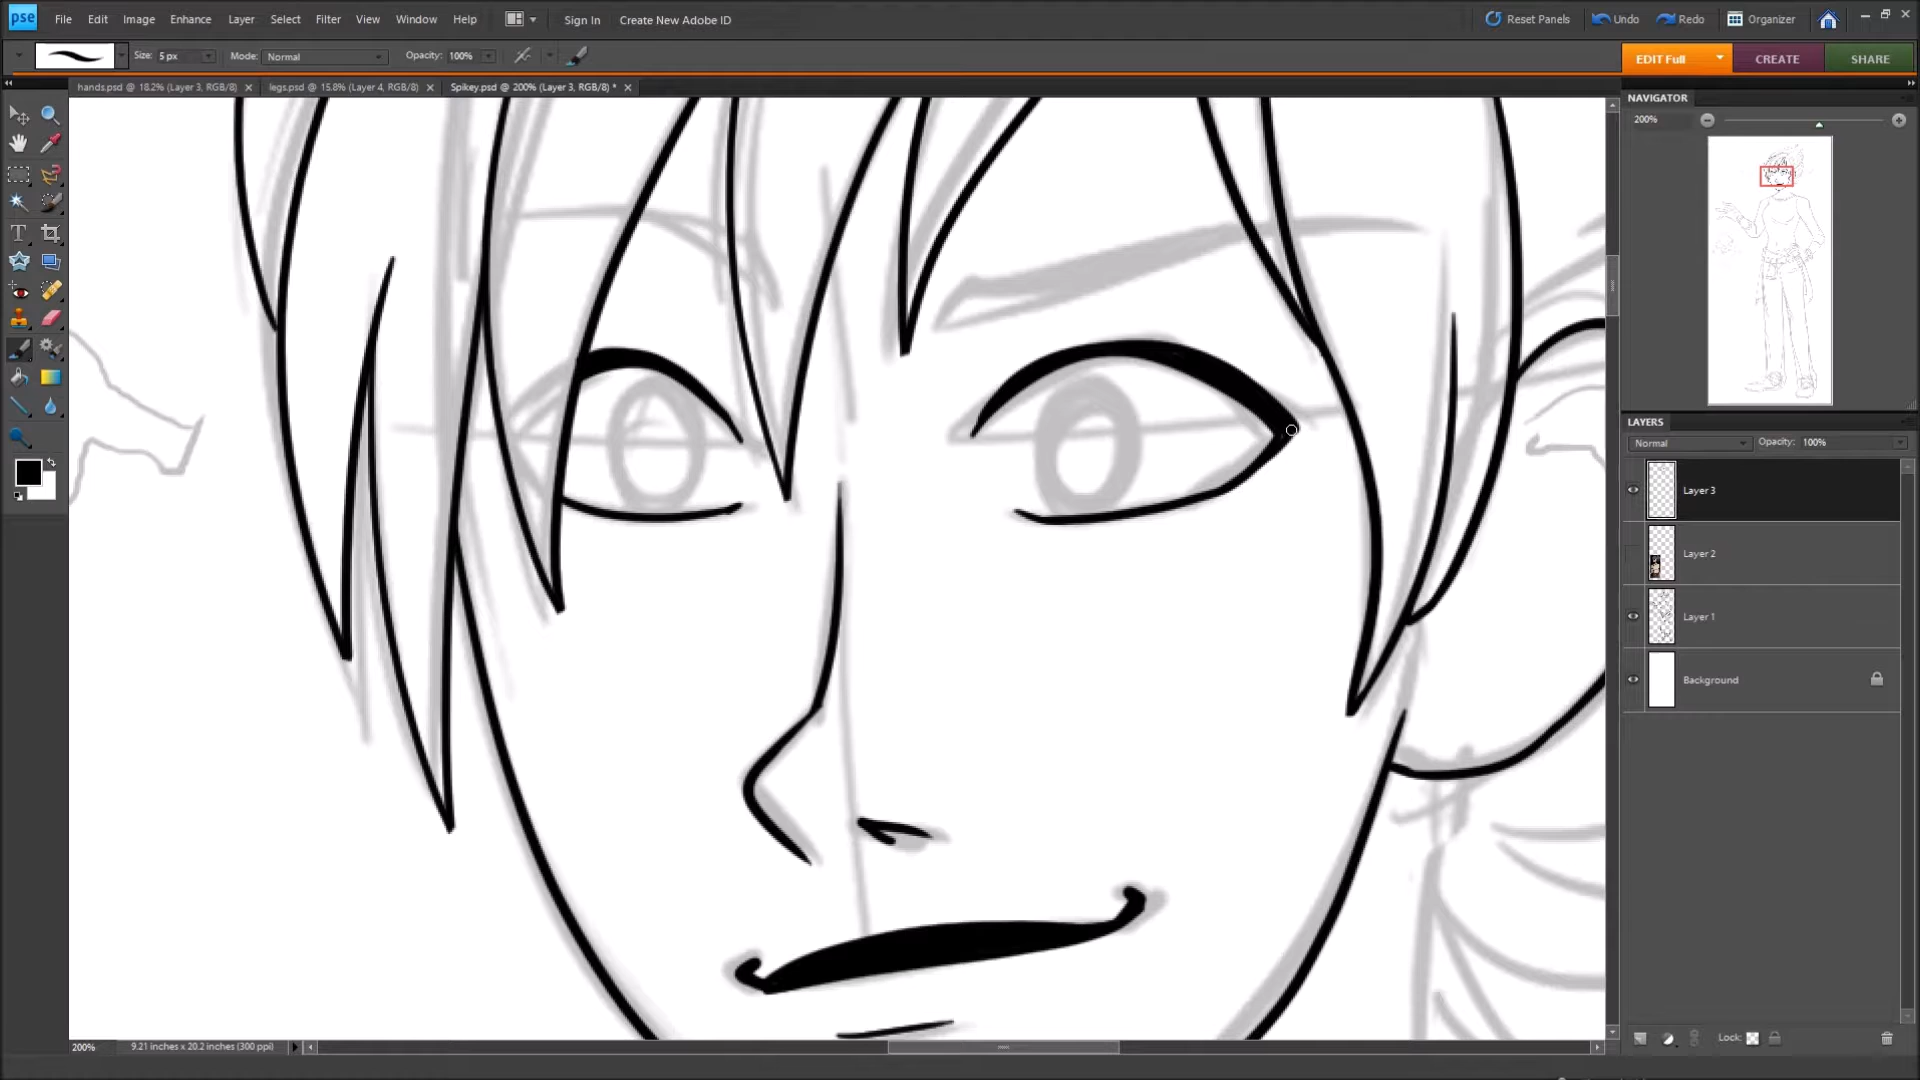 pse File Edit Image Enhance Layer Select Filter View Window Help Sign In Create New Adobe ID Reset Panels Undo Redo Organizer
Size: 5 px Mode: Normal Opacity: 100% EDIT Full CREATE SHARE
hands.psd @ 18.2% (Layer 3, RGB/8) legs.psd @ 15.8% (Layer 4, RGB/8) Spikey.psd @ 200% (Layer 3, RGB/8) *
NAVIGATOR
200%
LAYERS
Normal Opacity: 100%
Layer 3
Layer 2
Layer 1
Background
Lock:
200% 9.21 inches x 20.2 inches (300 ppi)